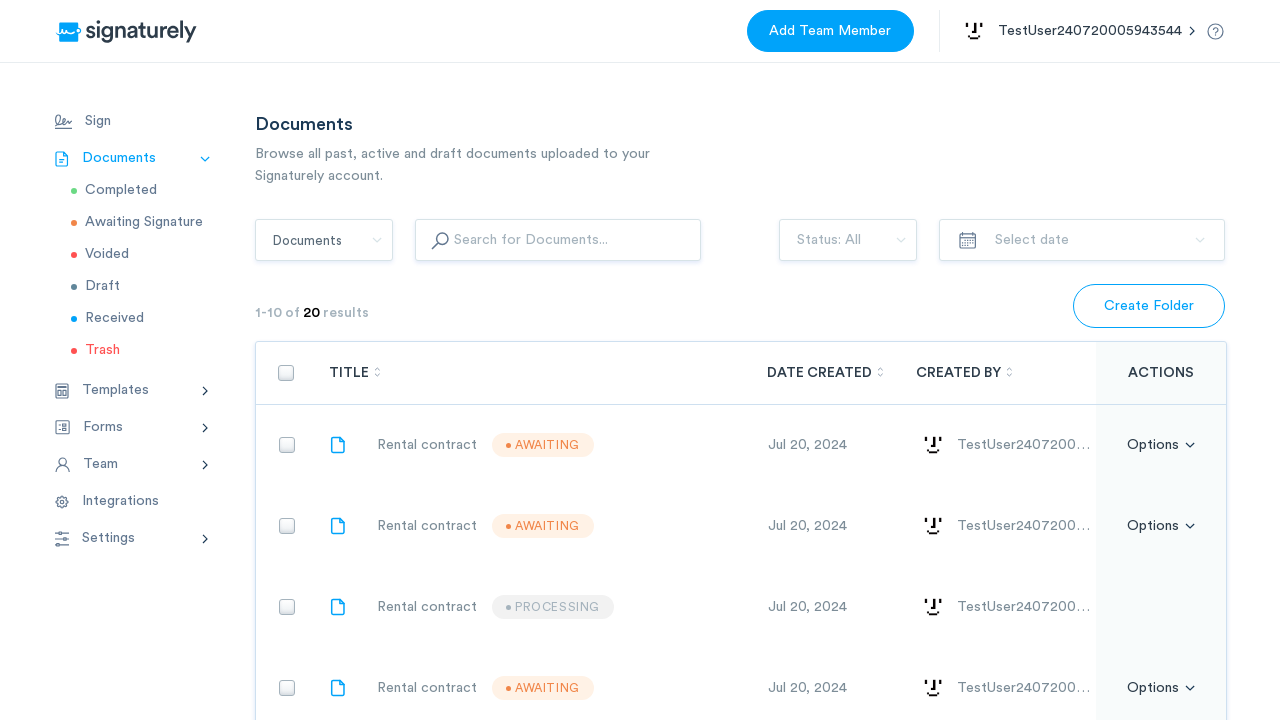 signaturely
Add Team Member
TestUser240720005943544
Sign
Documents
Completed
Awaiting Signature
Voided
Draft
Received
Trash
Templates
Forms
Team
Integrations
Settings
Documents
Browse all past, active and draft documents uploaded to your
Signaturely account.
Documents
Search for Documents...
Status: All
Select date
1-10 of 20 results
Create Folder
TITLE DATE CREATED CREATED BY ACTIONS
Rental contract AWAITING Jul 20, 2024 TestUser2407200... Options
Rental contract AWAITING Jul 20, 2024 TestUser2407200... Options
Rental contract PROCESSING Jul 20, 2024 TestUser2407200...
Rental contract AWAITING Jul 20, 2024 TestUser2407200... Options